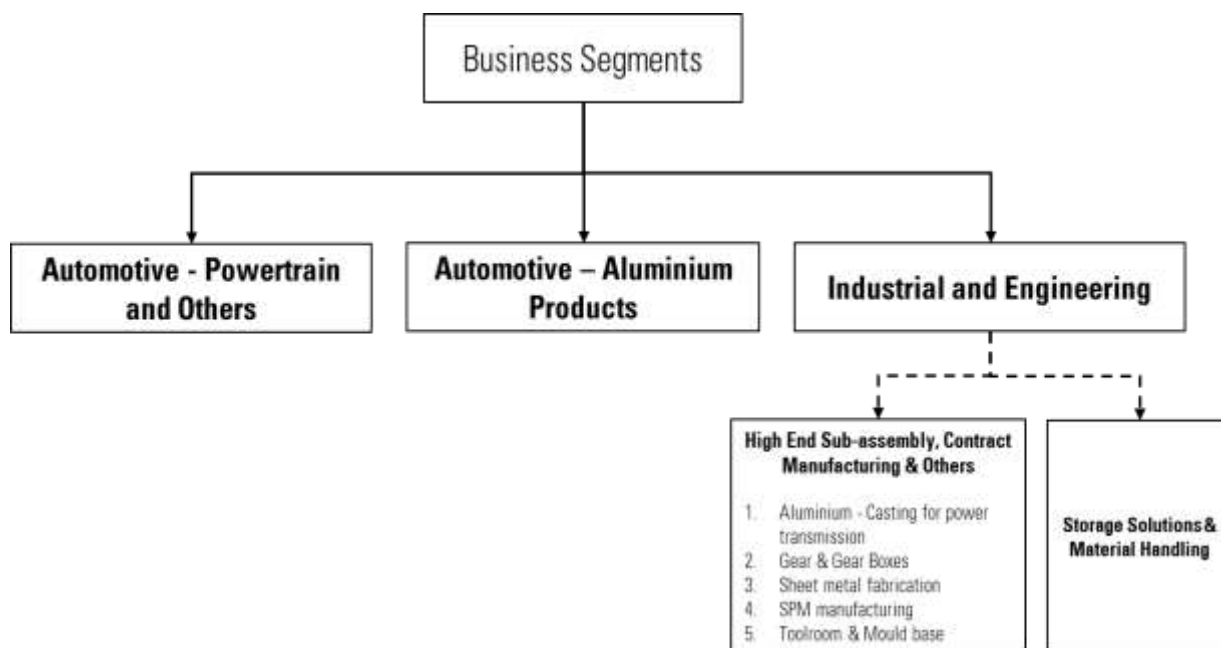 Business Segments
Automotive - Powertrain
and Others
Automotive – Aluminium
Products
Industrial and Engineering
High End Sub-assembly, Contract
Manufacturing & Others
1. Aluminium - Casting for power
transmission
2. Gear & Gear Boxes
3. Sheet metal fabrication
4. SPM manufacturing
5. Toolroom & Mould base
Storage Solutions &
Material Handling